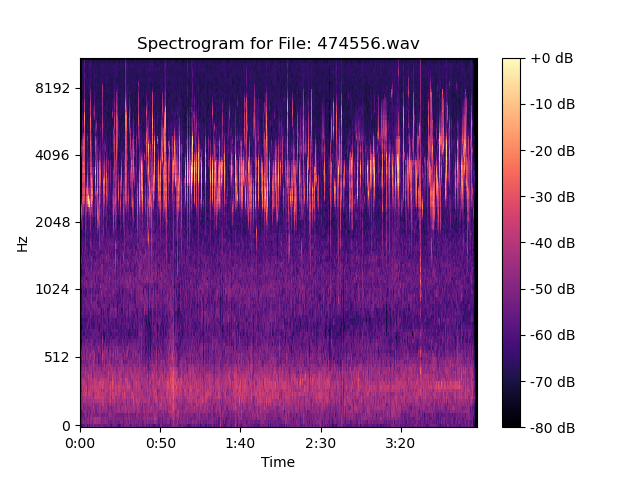 Spectrogram for File: 474556.wav
8192
4096
2048
1024
512
0
Hz
0:00 0:50 1:40 2:30 3:20
Time
+0 dB
-10 dB
-20 dB
-30 dB
-40 dB
-50 dB
-60 dB
-70 dB
-80 dB